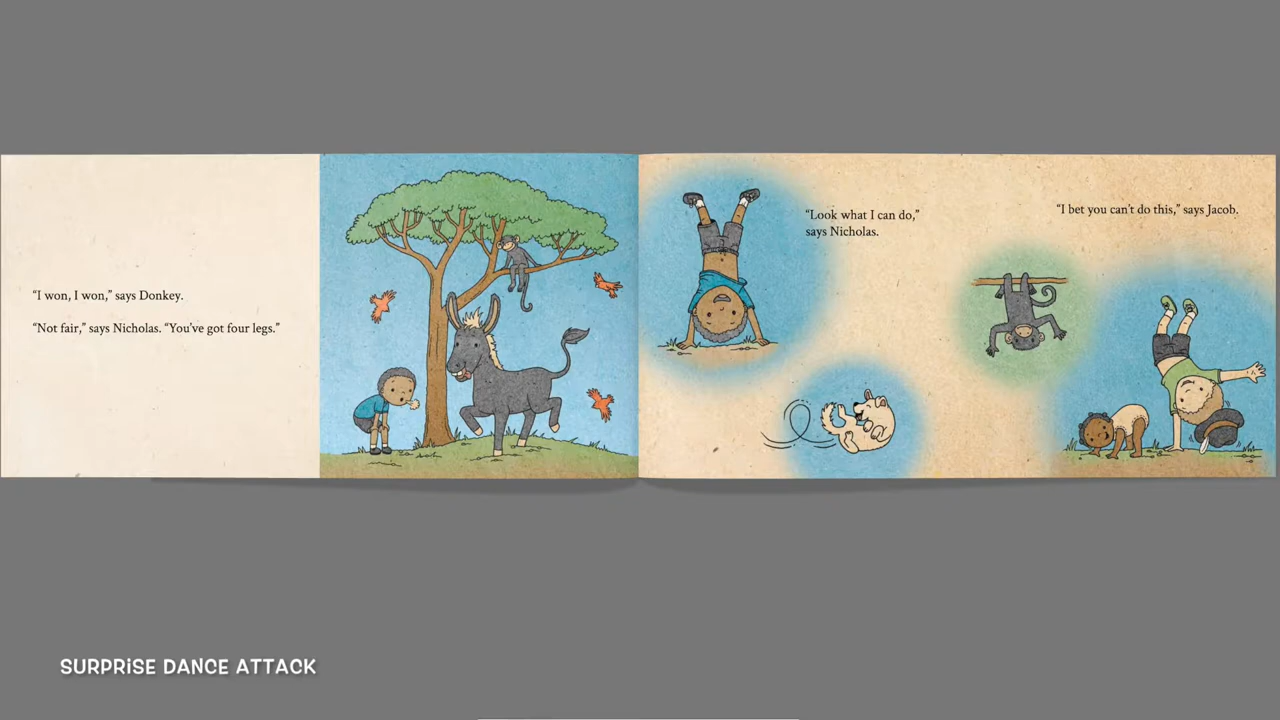 “I won, I won,” says Donkey.
“Not fair,” says Nicholas. “You’ve got four legs.”
“Look what I can do,”
says Nicholas.
“I bet you can’t do this,” says Jacob.
SURPRISE DANCE ATTACK